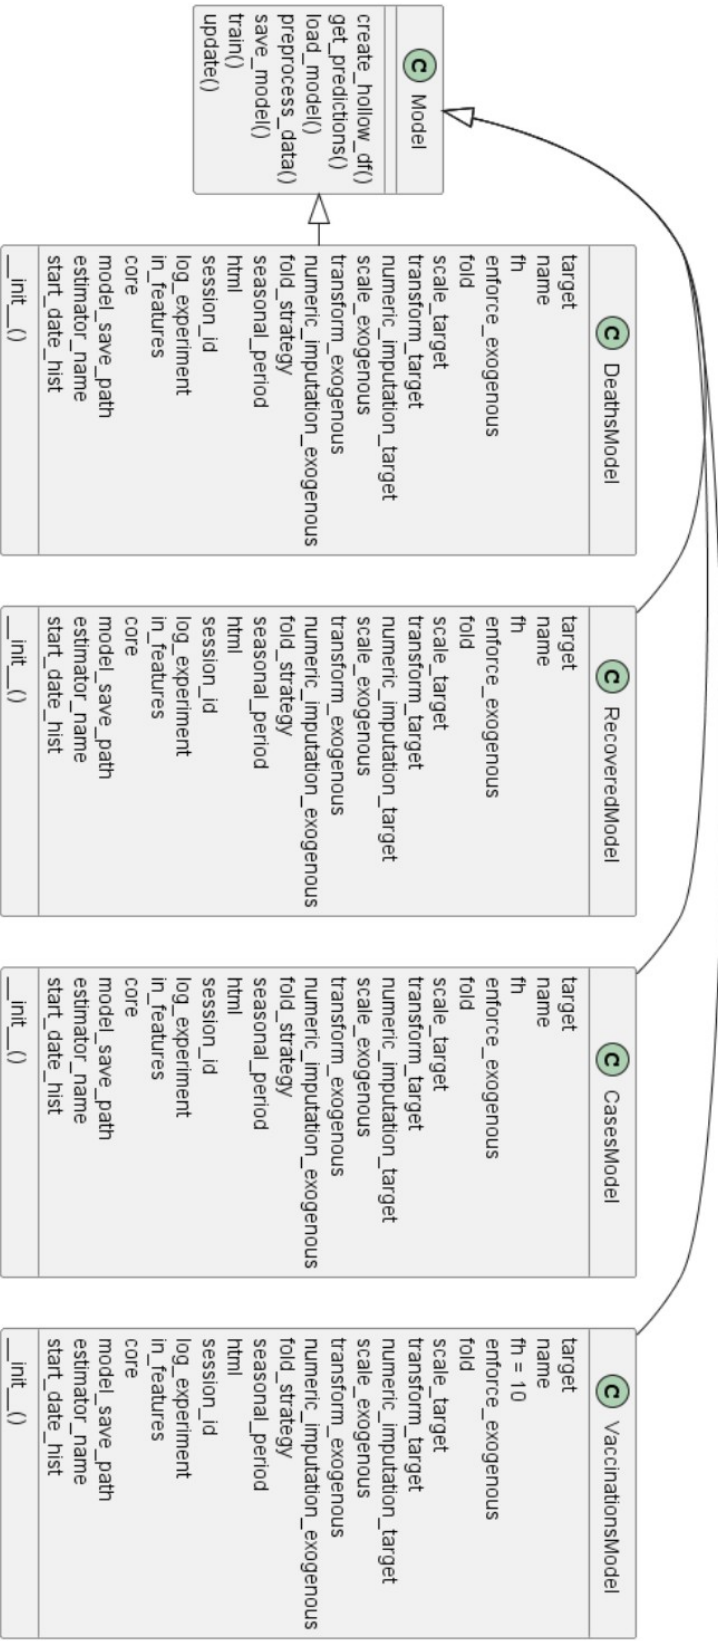 C Model
create_hollow_df()
get_predictions()
load_model()
preprocess_data()
save_model()
train()
update()
C DeathsModel
target
name
fh
enforce_exogenous
fold
scale_target
transform_target
numeric_imputation_target
scale_exogenous
transform_exogenous
numeric_imputation_exogenous
fold_strategy
seasonal_period
html
session_id
log_experiment
in_features
core
model_save_path
estimator_name
start_date_hist
__init__()
C RecoveredModel
target
name
fh
enforce_exogenous
fold
scale_target
transform_target
numeric_imputation_target
scale_exogenous
transform_exogenous
numeric_imputation_exogenous
fold_strategy
seasonal_period
html
session_id
log_experiment
in_features
core
model_save_path
estimator_name
start_date_hist
__init__()
C CasesModel
target
name
fh
enforce_exogenous
fold
scale_target
transform_target
numeric_imputation_target
scale_exogenous
transform_exogenous
numeric_imputation_exogenous
fold_strategy
seasonal_period
html
session_id
log_experiment
in_features
core
model_save_path
estimator_name
start_date_hist
__init__()
C VaccinationsModel
target
name
fh = 10
enforce_exogenous
fold
scale_target
transform_target
numeric_imputation_target
scale_exogenous
transform_exogenous
numeric_imputation_exogenous
fold_strategy
seasonal_period
html
session_id
log_experiment
in_features
core
model_save_path
estimator_name
start_date_hist
__init__()